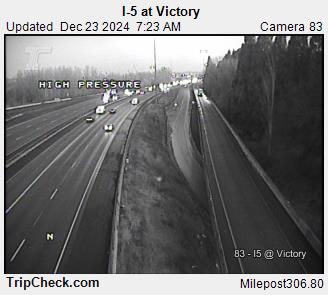 I-5 at Victory
Updated Dec 23 2024 7:23 AM Camera 83
HIGH PRESSURE
N
83 - I5 @ Victory
TripCheck.com Milepost306.80